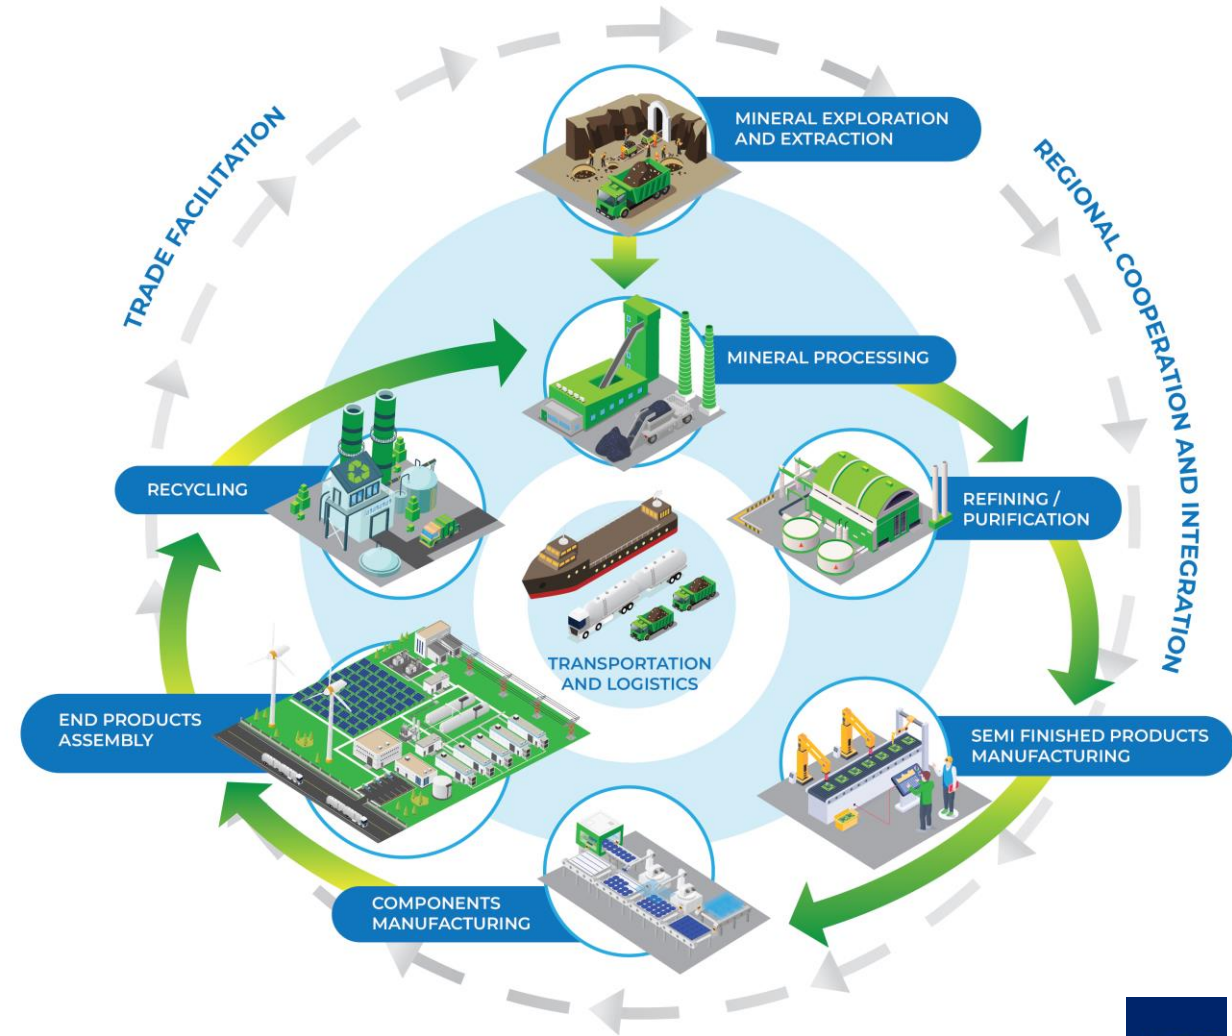 TRADE FACILITATION
REGIONAL COOPERATION AND INTEGRATION
MINERAL EXPLORATION
AND EXTRACTION
MINERAL PROCESSING
REFINING /
PURIFICATION
SEMI FINISHED PRODUCTS
MANUFACTURING
COMPONENTS
MANUFACTURING
END PRODUCTS
ASSEMBLY
RECYCLING
TRANSPORTATION
AND LOGISTICS